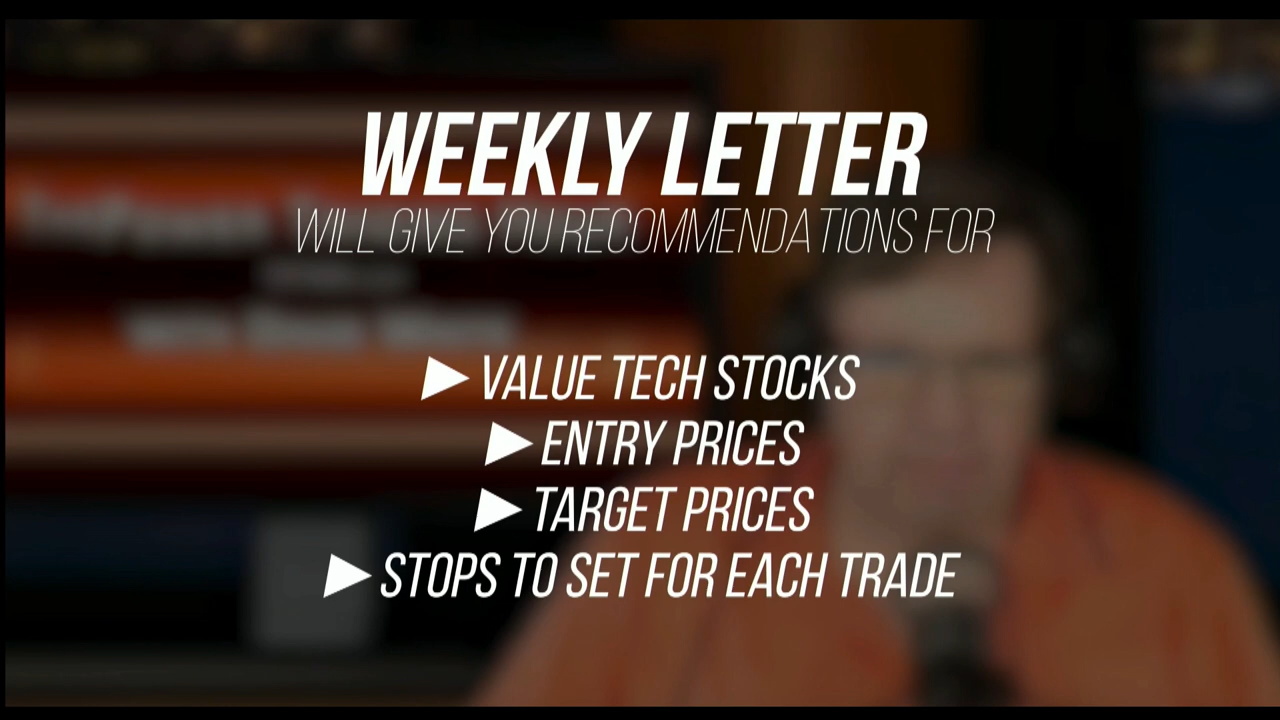 WEEKLY LETTER
WILL GIVE YOU RECOMMENDATIONS FOR
▶ VALUE TECH STOCKS
▶ ENTRY PRICES
▶ TARGET PRICES
▶ STOPS TO SET FOR EACH TRADE